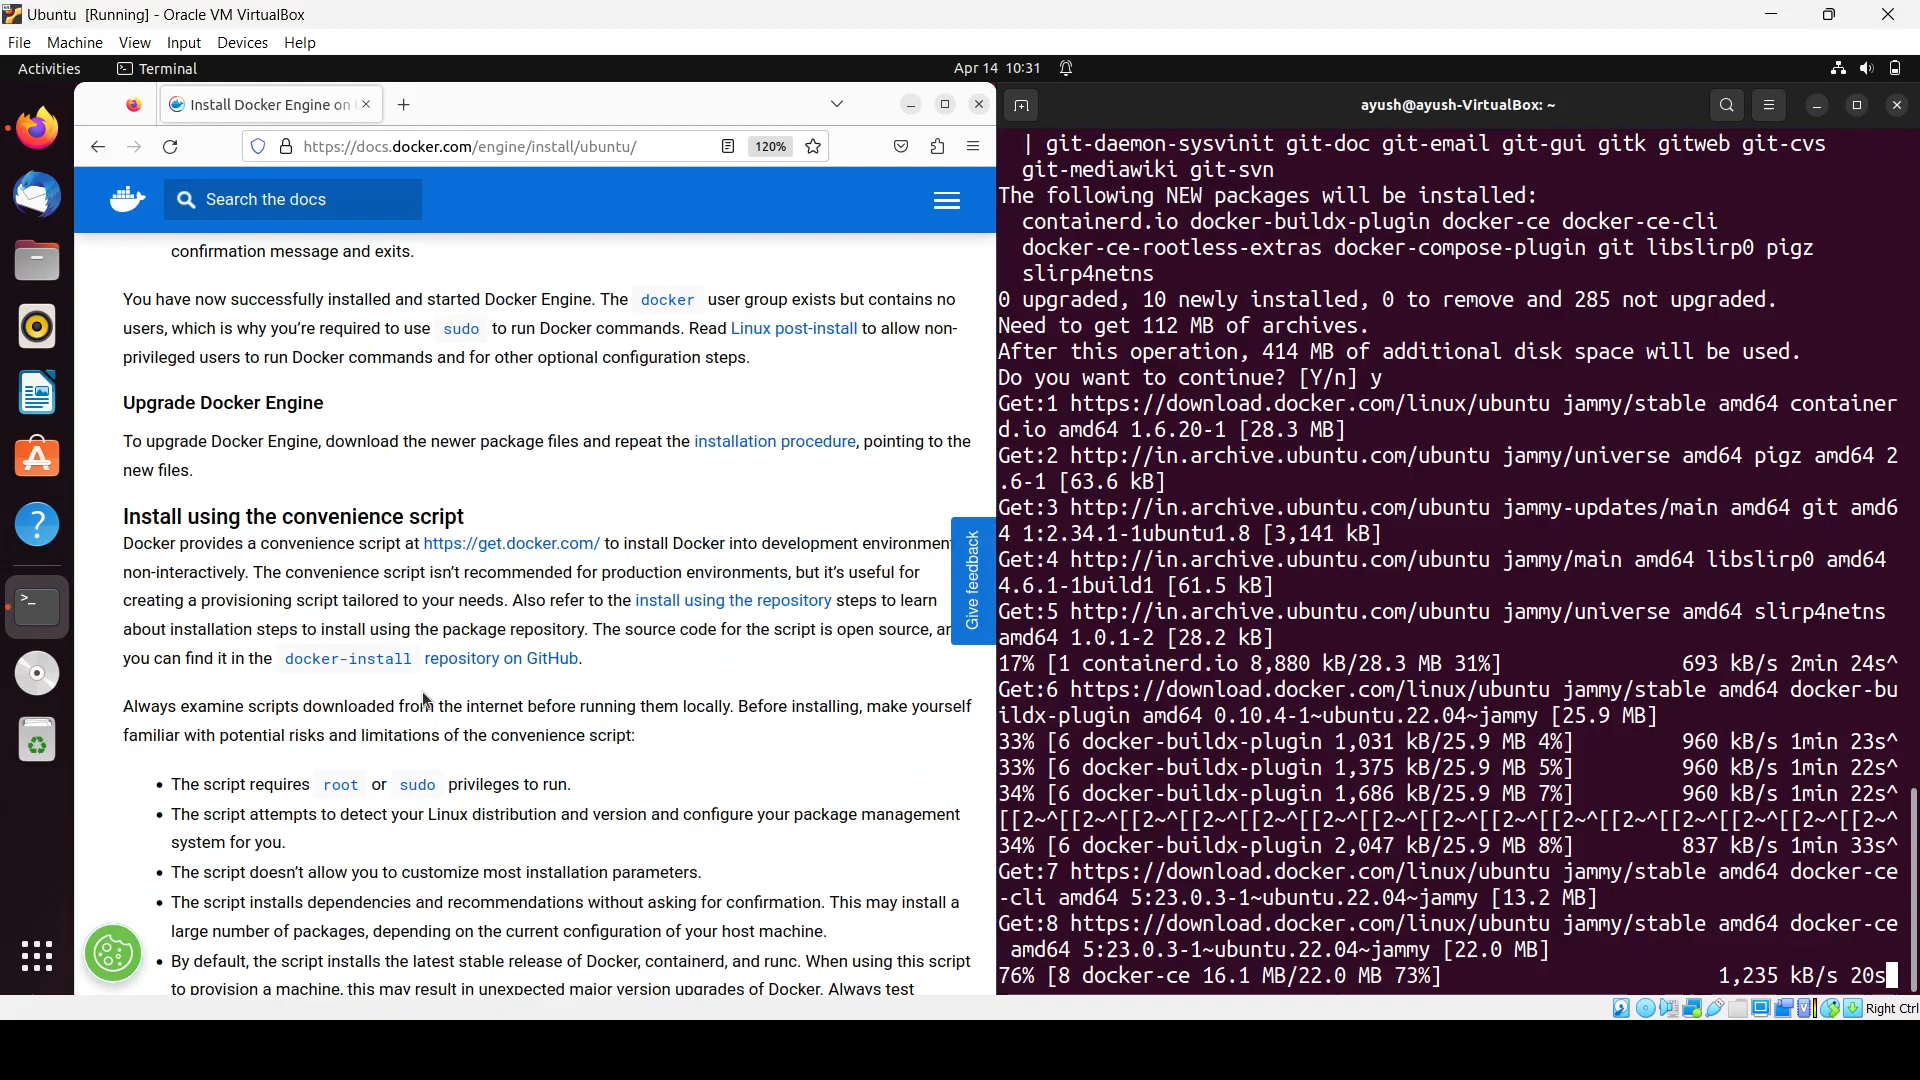 Ubuntu [Running] - Oracle VM VirtualBox
File Machine View Input Devices Help
Activities Terminal Apr 14 10:31
Install Docker Engine on U
https://docs.docker.com/engine/install/ubuntu/ 120%
Search the docs
confirmation message and exits.
You have now successfully installed and started Docker Engine. The docker user group exists but contains no
users, which is why you're required to use sudo to run Docker commands. Read Linux post-install to allow non-
privileged users to run Docker commands and for other optional configuration steps.
Upgrade Docker Engine
To upgrade Docker Engine, download the newer package files and repeat the installation procedure, pointing to the
new files.
Install using the convenience script
Docker provides a convenience script at https://get.docker.com/ to install Docker into development environment
non-interactively. The convenience script isn't recommended for production environments, but it's useful for
creating a provisioning script tailored to your needs. Also refer to the install using the repository steps to learn
about installation steps to install using the package repository. The source code for the script is open source, an
you can find it in the docker-install repository on GitHub.
Always examine scripts downloaded from the internet before running them locally. Before installing, make yourself
familiar with potential risks and limitations of the convenience script:
• The script requires root or sudo privileges to run.
• The script attempts to detect your Linux distribution and version and configure your package management
system for you.
• The script doesn't allow you to customize most installation parameters.
• The script installs dependencies and recommendations without asking for confirmation. This may install a
large number of packages, depending on the current configuration of your host machine.
• By default, the script installs the latest stable release of Docker, containerd, and runc. When using this script
to provision a machine, this may result in unexpected major version upgrades of Docker. Always test
Give feedback
ayush@ayush-VirtualBox: ~
| git-daemon-sysvinit git-doc git-email git-gui gitk gitweb git-cvs
git-mediawiki git-svn
The following NEW packages will be installed:
containerd.io docker-buildx-plugin docker-ce docker-ce-cli
docker-ce-rootless-extras docker-compose-plugin git libslirp0 pigz
slirp4netns
0 upgraded, 10 newly installed, 0 to remove and 285 not upgraded.
Need to get 112 MB of archives.
After this operation, 414 MB of additional disk space will be used.
Do you want to continue? [Y/n] y
Get:1 https://download.docker.com/linux/ubuntu jammy/stable amd64 container
d.io amd64 1.6.20-1 [28.3 MB]
Get:2 http://in.archive.ubuntu.com/ubuntu jammy/universe amd64 pigz amd64 2
.6-1 [63.6 kB]
Get:3 http://in.archive.ubuntu.com/ubuntu jammy-updates/main amd64 git amd6
4 1:2.34.1-1ubuntu1.8 [3,141 kB]
Get:4 http://in.archive.ubuntu.com/ubuntu jammy/main amd64 libslirp0 amd64
4.6.1-1build1 [61.5 kB]
Get:5 http://in.archive.ubuntu.com/ubuntu jammy/universe amd64 slirp4netns
amd64 1.0.1-2 [28.2 kB]
17% [1 containerd.io 8,880 kB/28.3 MB 31%] 693 kB/s 2min 24s^
Get:6 https://download.docker.com/linux/ubuntu jammy/stable amd64 docker-bu
ildx-plugin amd64 0.10.4-1~ubuntu.22.04~jammy [25.9 MB]
33% [6 docker-buildx-plugin 1,031 kB/25.9 MB 4%] 960 kB/s 1min 23s^
33% [6 docker-buildx-plugin 1,375 kB/25.9 MB 5%] 960 kB/s 1min 22s^
34% [6 docker-buildx-plugin 1,686 kB/25.9 MB 7%] 960 kB/s 1min 22s^
[[2~^[[2~^[[2~^[[2~^[[2~^[[2~^[[2~^[[2~^[[2~^[[2~^[[2~^[[2~^[[2~^[[2~^[[2~^
34% [6 docker-buildx-plugin 2,047 kB/25.9 MB 8%] 837 kB/s 1min 33s^
Get:7 https://download.docker.com/linux/ubuntu jammy/stable amd64 docker-ce
-cli amd64 5:23.0.3-1~ubuntu.22.04~jammy [13.2 MB]
Get:8 https://download.docker.com/linux/ubuntu jammy/stable amd64 docker-ce
amd64 5:23.0.3-1~ubuntu.22.04~jammy [22.0 MB]
76% [8 docker-ce 16.1 MB/22.0 MB 73%] 1,235 kB/s 20s
Right Ctrl